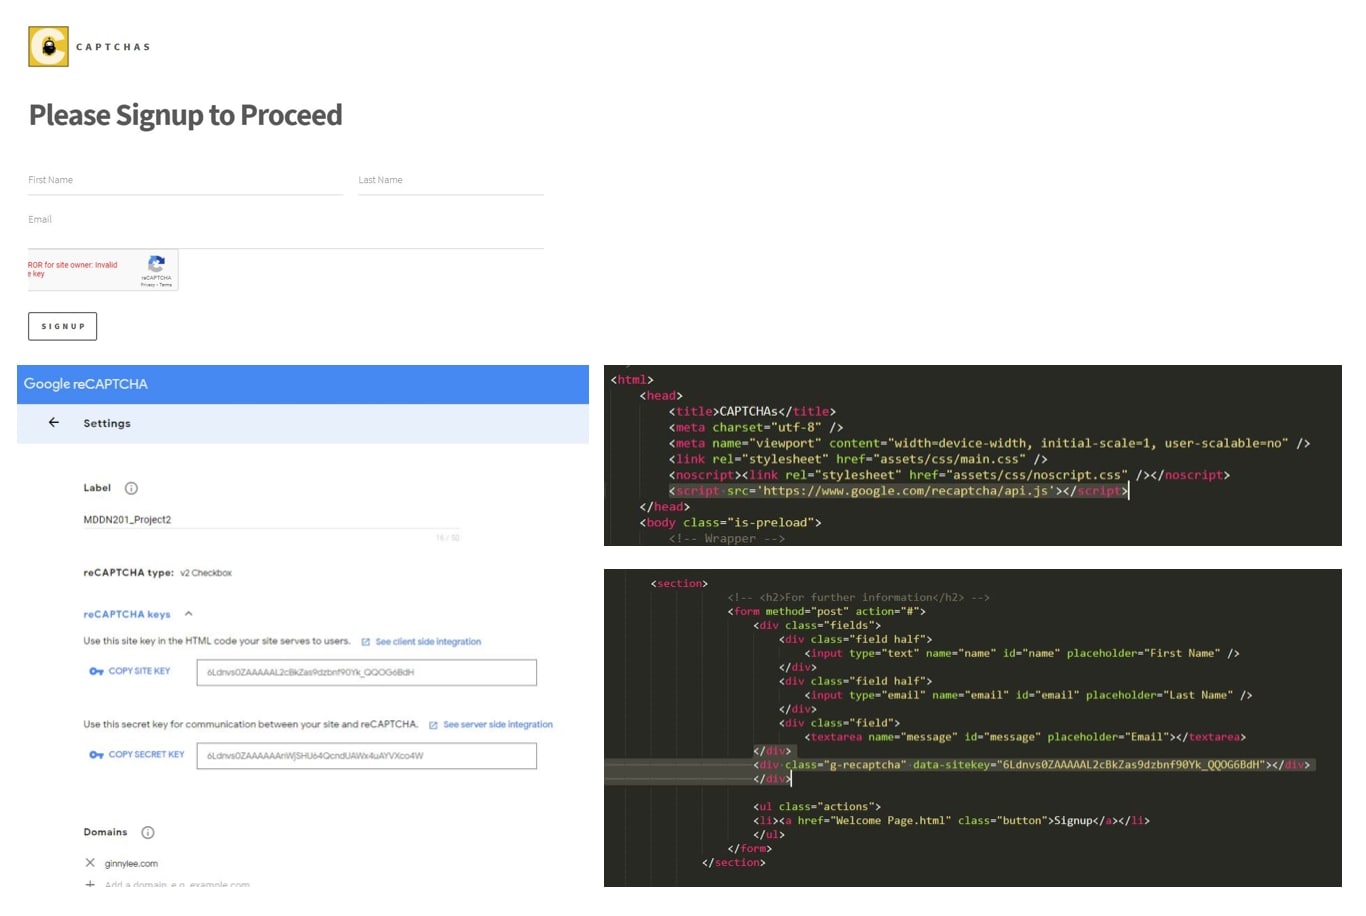 CAPTCHAS
Please Signup to Proceed
First Name
Last Name
Email
ROR for site owner: Invalid
e key
reCAPTCHA
Privacy - Terms
SIGNUP
Google reCAPTCHA
Settings
Label
MDDN201_Project2
16 / 50
reCAPTCHA type: v2 Checkbox
reCAPTCHA keys
Use this site key in the HTML code your site serves to users. See client side integration
COPY SITE KEY
6Ldnvs0ZAAAAAL2cBkZas9dzbnf90Yk_QQOG6BdH
Use this secret key for communication between your site and reCAPTCHA. See server side integration
COPY SECRET KEY
Domains
ginnylee.com
Add a domain, e.g. example.com
<html>
<head>
<title>CAPTCHAs</title>
<meta charset="utf-8" />
<meta name="viewport" content="width=device-width, initial-scale=1, user-scalable=no" />
<link rel="stylesheet" href="assets/css/main.css" />
<noscript><link rel="stylesheet" href="assets/css/noscript.css" /></noscript>
<script src='https://www.google.com/recaptcha/api.js'></script>
</head>
<body class="is-preload">
<!-- Wrapper -->
<section>
<!-- <h2>For further information</h2> -->
<form method="post" action="#">
<div class="fields">
<div class="field half">
<input type="text" name="name" id="name" placeholder="First Name" />
</div>
<div class="field half">
<input type="email" name="email" id="email" placeholder="Last Name" />
</div>
<div class="field">
<textarea name="message" id="message" placeholder="Email"></textarea>
</div>
<div class="g-recaptcha" data-sitekey="6Ldnvs0ZAAAAAL2cBkZas9dzbnf90Yk_QQOG6BdH"></div>
</div>
<ul class="actions">
<li><a href="Welcome Page.html" class="button">Signup</a></li>
</ul>
</form>
</section>